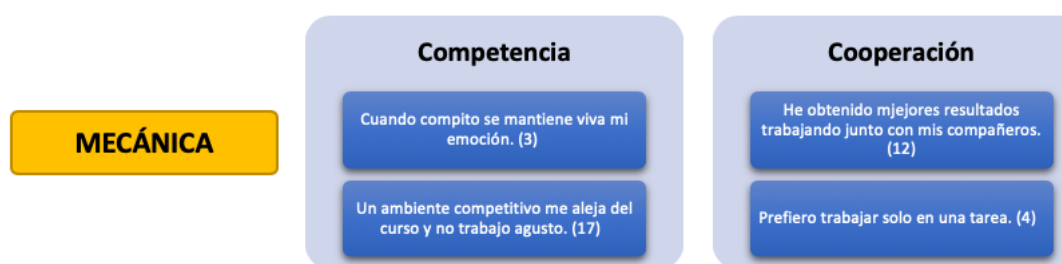 MECÁNICA
Competencia
Cuando compito se mantiene viva mi
emoción. (3)
Un ambiente competitivo me aleja del
curso y no trabajo agusto. (17)
Cooperación
He obtenido mjejores resultados
trabajando junto con mis compañeros.
(12)
Prefiero trabajar solo en una tarea. (4)